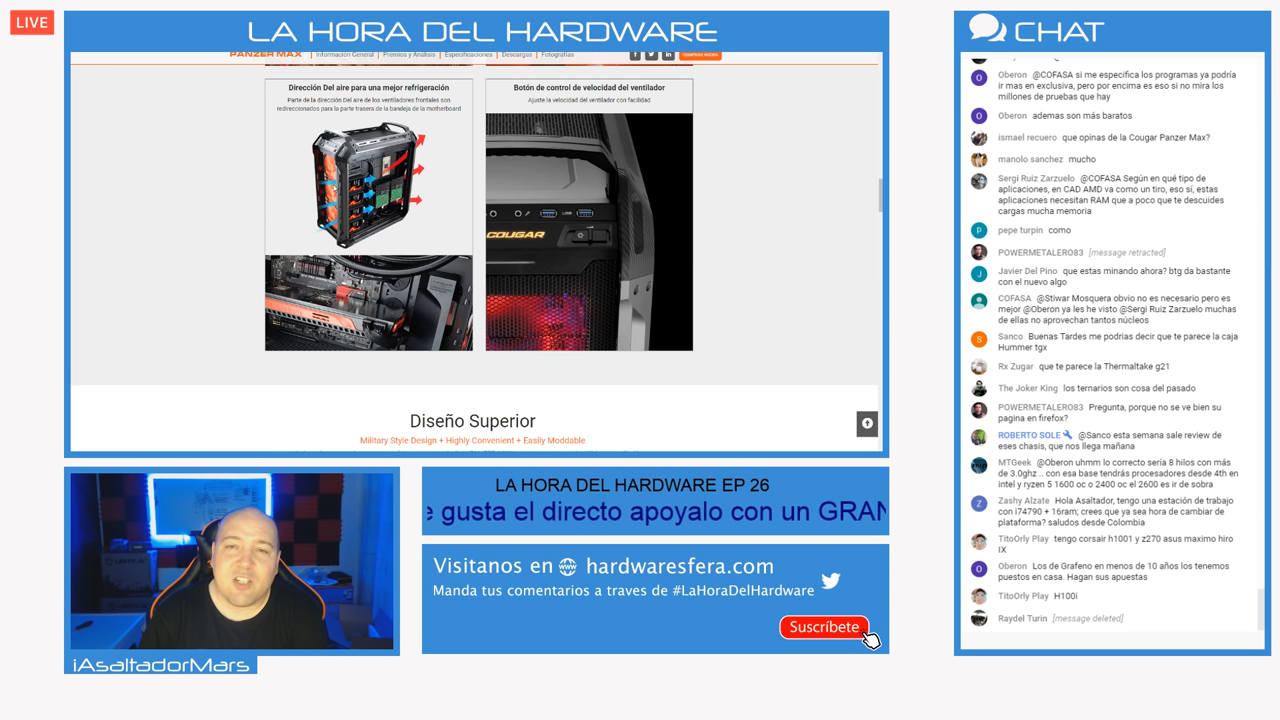 LIVE
LA HORA DEL HARDWARE
PANZER MAX | Información General | Premios y Análisis | Especificaciones | Descargas | Fotografías
Dirección Del aire para una mejor refrigeración
Parte de la dirección Del aire de los ventiladores frontales son
redireccionados para la parte trasera de la bandeja de la motherboard
Botón de control de velocidad del ventilador
Ajuste la velocidad del ventilador con facilidad
USB
COUGAR
Diseño Superior
Military Style Design + Highly Convenient + Easily Moddable
iAsaltadorMars
LA HORA DEL HARDWARE EP 26
e gusta el directo apoyalo con un GRAN
Visitanos en www hardwaresfera.com
Manda tus comentarios a traves de #LaHoraDelHardware
Suscríbete
CHAT
Oberon @COFASA si me especifica los programas ya podría
ir mas en exclusiva, pero por encima es eso si no mira los
millones de pruebas que hay
Oberon ademas son más baratos
ismael recuero que opinas de la Cougar Panzer Max?
manolo sanchez mucho
Sergi Ruiz Zarzuelo @COFASA Según en qué tipo de
aplicaciones, en CAD AMD va como un tiro, eso sí, estas
aplicaciones necesitan RAM que a poco que te descuides
cargas mucha memoria
P pepe turpin como
POWERMETALERO83 [message retracted]
J Javier Del Pino que estas minando ahora? btg da bastante
con el nuevo algo
COFASA @Stiwar Mosquera obvio no es necesario pero es
mejor @Oberon ya les he visto @Sergi Ruiz Zarzuelo muchas
de ellas no aprovechan tantos núcleos
S Sanco Buenas Tardes me podrias decir que te parece la caja
Hummer tgx
Rx Zugar que te parece la Thermaltake g21
The Joker King los ternarios son cosa del pasado
POWERMETALERO83 Pregunta, porque no se ve bien su
pagina en firefox?
ROBERTO SOLE @Sanco esta semana sale review de
eses chasis, que nos llega mañana
MTGeek @Oberon uhmm lo correcto sería 8 hilos con más
de 3.0ghz .. con esa base tendrás procesadores desde 4th en
intel y ryzen 5 1600 oc o 2400 oc el 2600 es ir de sobra
Z Zashy Alzate Hola Asaltador, tengo una estación de trabajo
con i74790 + 16ram; crees que ya sea hora de cambiar de
plataforma? saludos desde Colombia
TitoOrly Play tengo corsair h1001 y z270 asus maximo hiro
IX
Oberon Los de Grafeno en menos de 10 años los tenemos
puestos en casa. Hagan sus apuestas
TitoOrly Play H100i
Raydel Turin [message deleted]